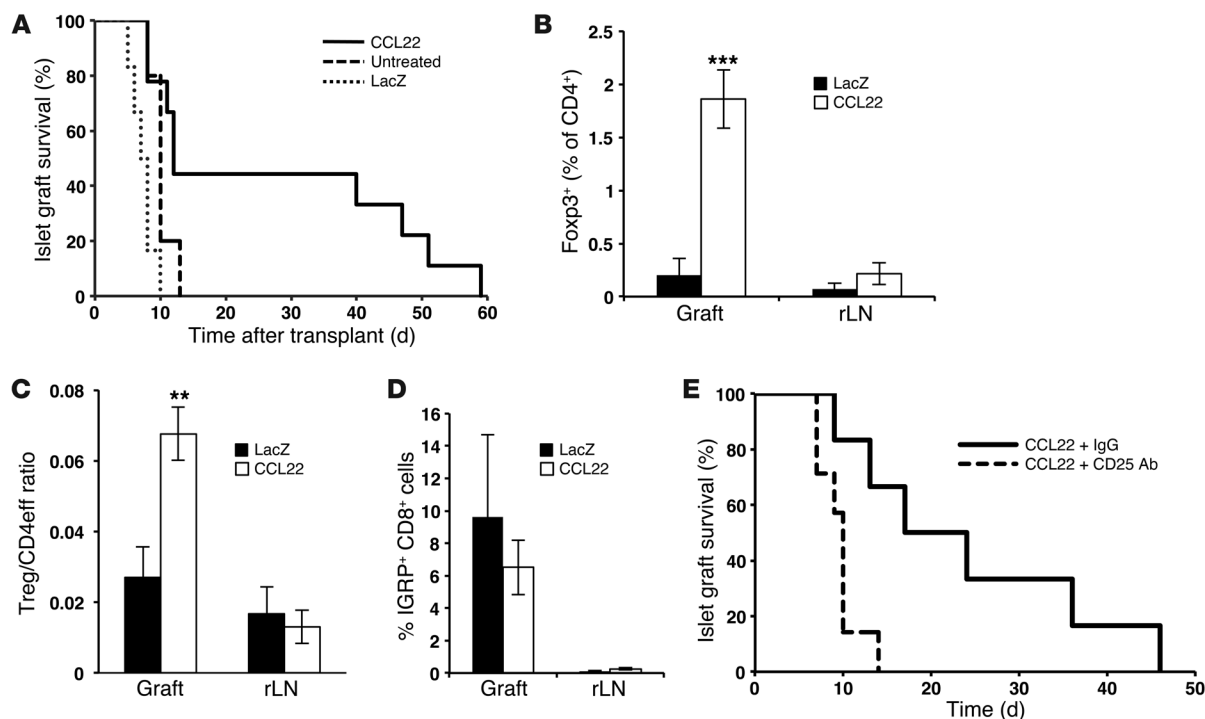 A
Islet graft survival (%)
100
80
60
40
20
0
0 10 20 30 40 50 60
Time after transplant (d)
CCL22
Untreated
LacZ
B
Foxp3⁺ (% of CD4⁺)
2.5
2
1.5
1
0.5
0
***
LacZ
CCL22
Graft rLN
C
Treg/CD4eff ratio
0.08
0.06
0.04
0.02
0
**
LacZ
CCL22
Graft rLN
D
% IGRP⁺ CD8⁺ cells
16
14
12
10
8
6
4
2
0
LacZ
CCL22
Graft rLN
E
Islet graft survival (%)
100
80
60
40
20
0
0 10 20 30 40 50
Time (d)
CCL22 + IgG
CCL22 + CD25 Ab